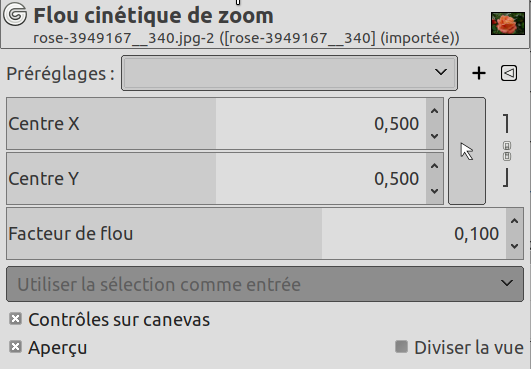 Flou cinétique de zoom
rose-3949167__340.jpg-2 ([rose-3949167__340] (importée))
Préréglages :
Centre X 0,500
Centre Y 0,500
Facteur de flou 0,100
Utiliser la sélection comme entrée
Contrôles sur canevas
Aperçu Diviser la vue